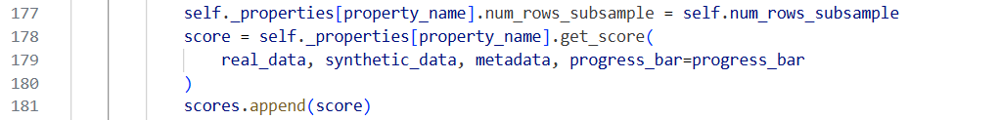 177 self._properties[property_name].num_rows_subsample = self.num_rows_subsample
178 score = self._properties[property_name].get_score(
179 real_data, synthetic_data, metadata, progress_bar=progress_bar
180 )
181 scores.append(score)